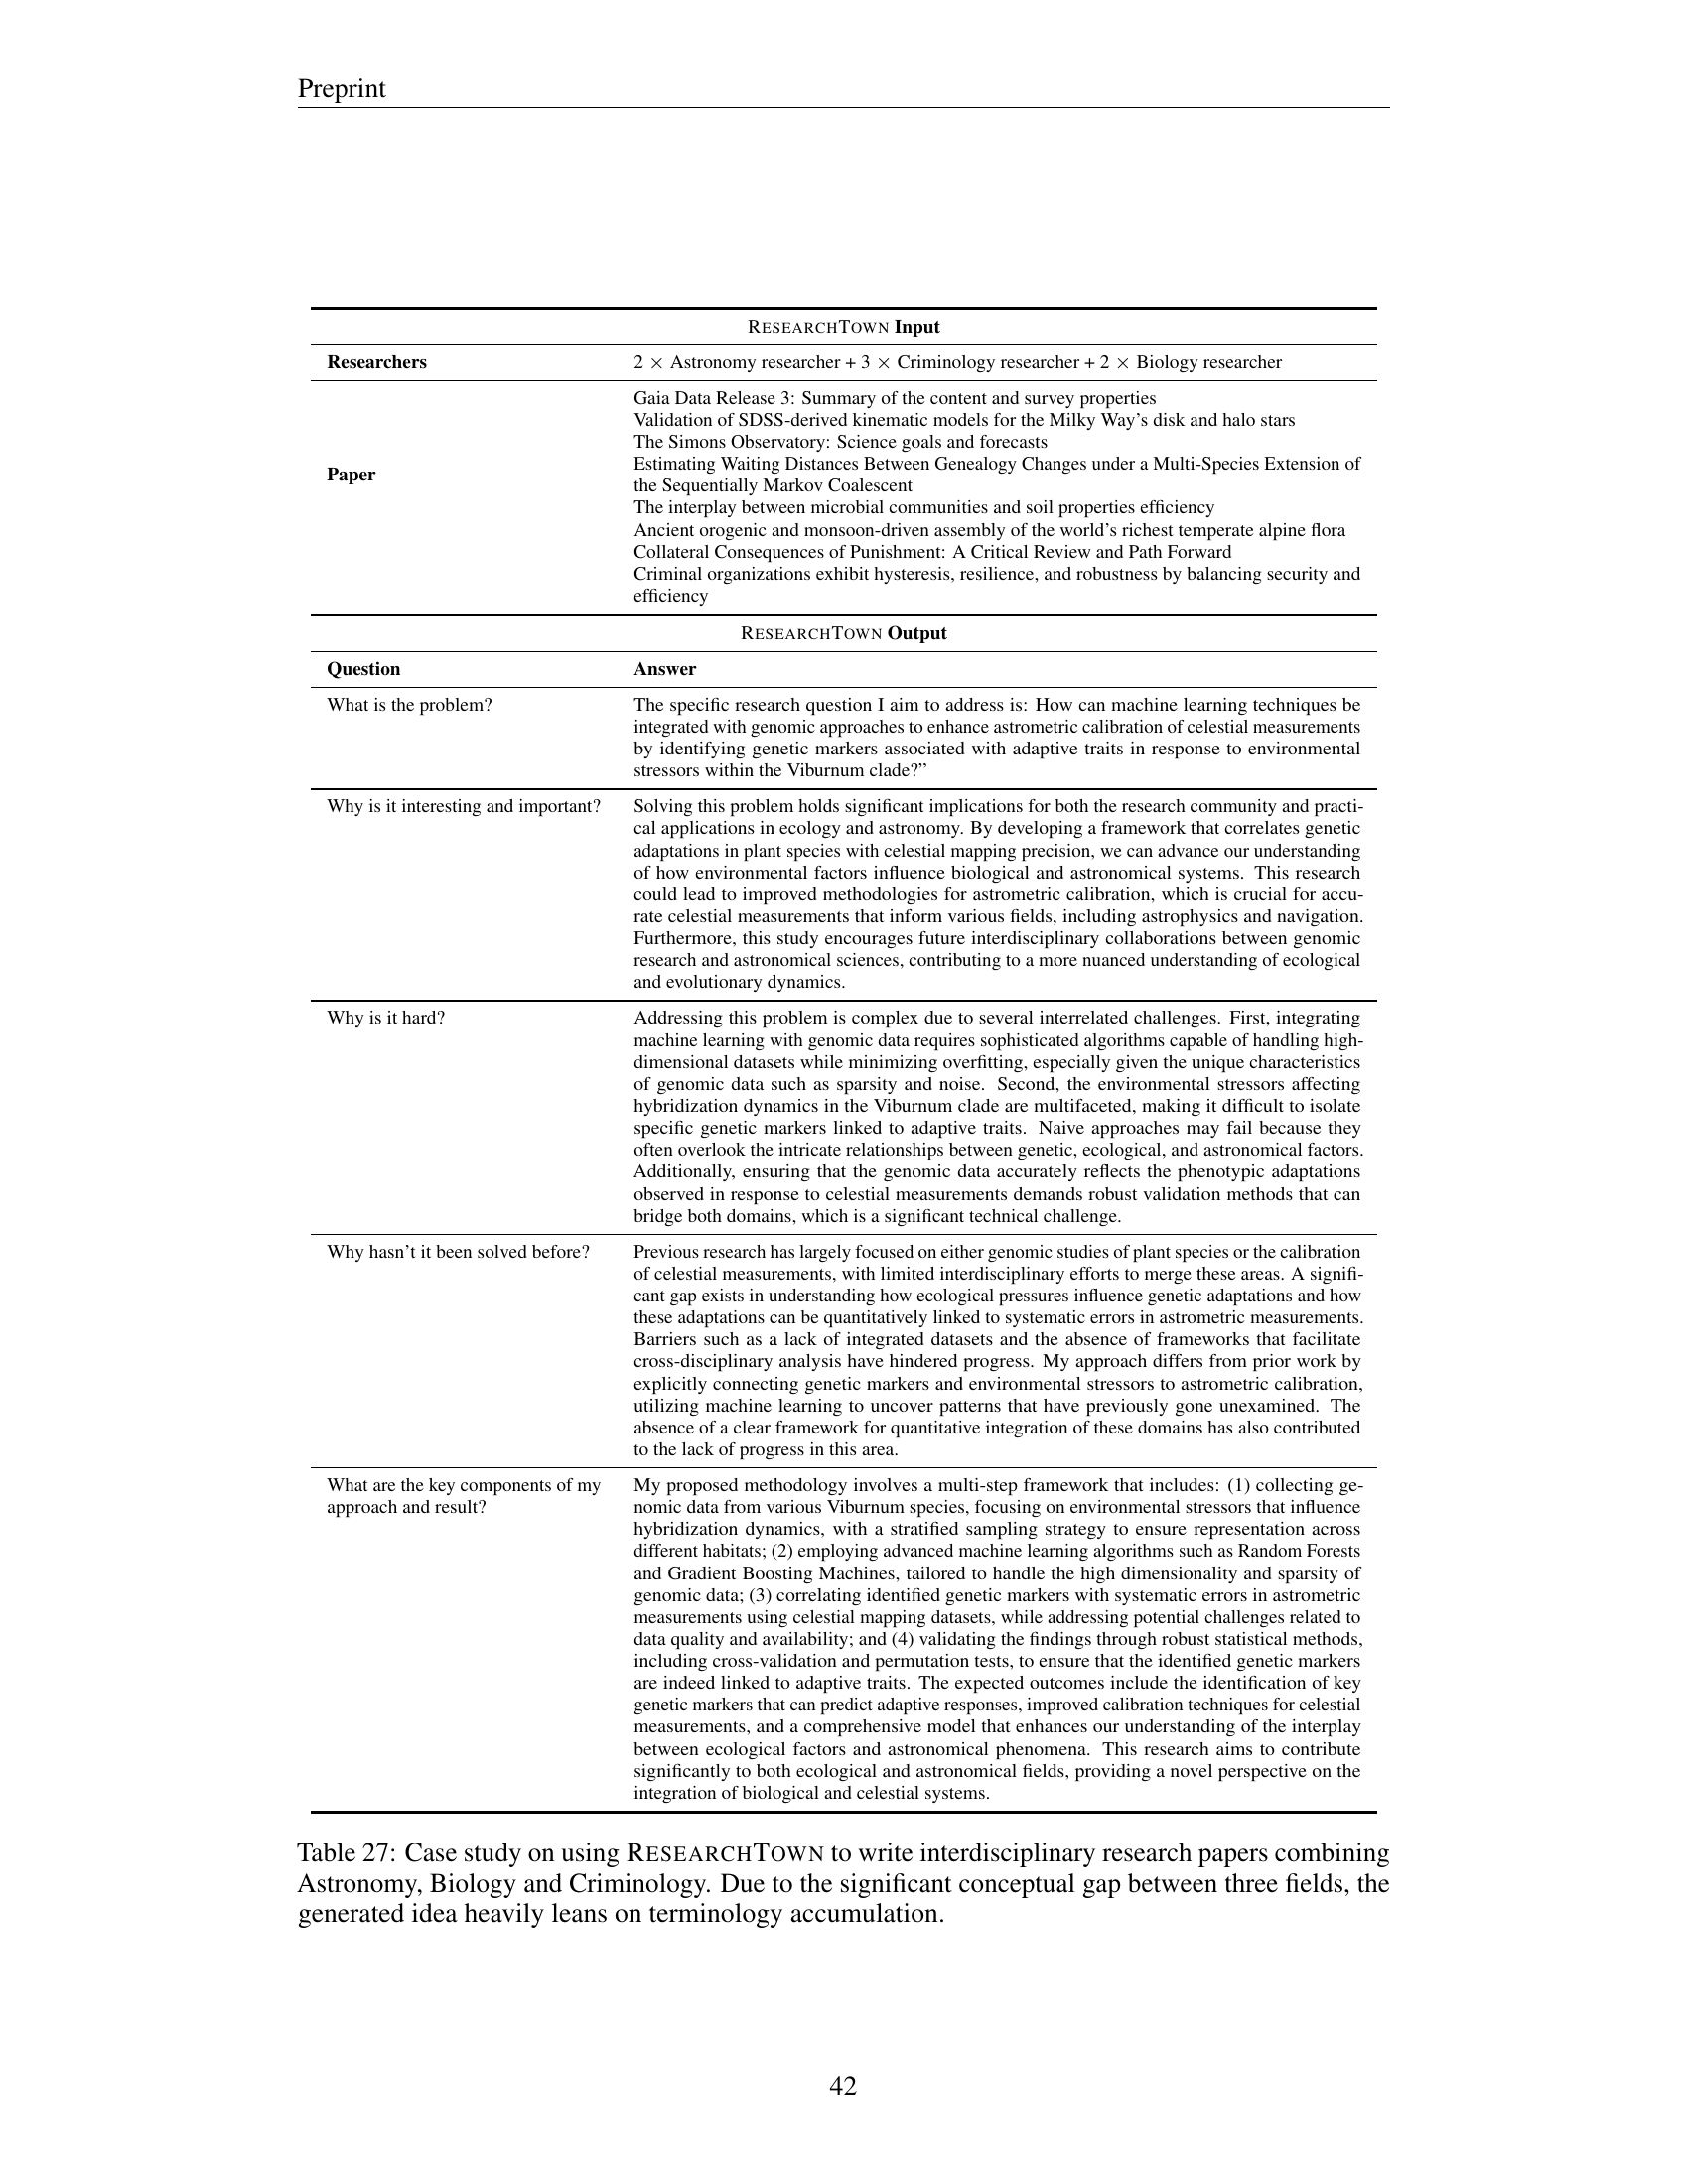 Preprint
RESEARCHTOWN Input
Researchers 2 × Astronomy researcher + 3 × Criminology researcher + 2 × Biology researcher
Paper
Gaia Data Release 3: Summary of the content and survey properties
Validation of SDSS-derived kinematic models for the Milky Way's disk and halo stars
The Simons Observatory: Science goals and forecasts
Estimating Waiting Distances Between Genealogy Changes under a Multi-Species Extension of
the Sequentially Markov Coalescent
The interplay between microbial communities and soil properties efficiency
Ancient orogenic and monsoon-driven assembly of the world's richest temperate alpine flora
Collateral Consequences of Punishment: A Critical Review and Path Forward
Criminal organizations exhibit hysteresis, resilience, and robustness by balancing security and
efficiency
RESEARCHTOWN Output
Question Answer
What is the problem? The specific research question I aim to address is: How can machine learning techniques be
integrated with genomic approaches to enhance astrometric calibration of celestial measurements
by identifying genetic markers associated with adaptive traits in response to environmental
stressors within the Viburnum clade?”
Why is it interesting and important? Solving this problem holds significant implications for both the research community and practi-
cal applications in ecology and astronomy. By developing a framework that correlates genetic
adaptations in plant species with celestial mapping precision, we can advance our understanding
of how environmental factors influence biological and astronomical systems. This research
could lead to improved methodologies for astrometric calibration, which is crucial for accu-
rate celestial measurements that inform various fields, including astrophysics and navigation.
Furthermore, this study encourages future interdisciplinary collaborations between genomic
research and astronomical sciences, contributing to a more nuanced understanding of ecological
and evolutionary dynamics.
Why is it hard? Addressing this problem is complex due to several interrelated challenges. First, integrating
machine learning with genomic data requires sophisticated algorithms capable of handling high-
dimensional datasets while minimizing overfitting, especially given the unique characteristics
of genomic data such as sparsity and noise. Second, the environmental stressors affecting
hybridization dynamics in the Viburnum clade are multifaceted, making it difficult to isolate
specific genetic markers linked to adaptive traits. Naive approaches may fail because they
often overlook the intricate relationships between genetic, ecological, and astronomical factors.
Additionally, ensuring that the genomic data accurately reflects the phenotypic adaptations
observed in response to celestial measurements demands robust validation methods that can
bridge both domains, which is a significant technical challenge.
Why hasn't it been solved before? Previous research has largely focused on either genomic studies of plant species or the calibration
of celestial measurements, with limited interdisciplinary efforts to merge these areas. A signifi-
cant gap exists in understanding how ecological pressures influence genetic adaptations and how
these adaptations can be quantitatively linked to systematic errors in astrometric measurements.
Barriers such as a lack of integrated datasets and the absence of frameworks that facilitate
cross-disciplinary analysis have hindered progress. My approach differs from prior work by
explicitly connecting genetic markers and environmental stressors to astrometric calibration,
utilizing machine learning to uncover patterns that have previously gone unexamined. The
absence of a clear framework for quantitative integration of these domains has also contributed
to the lack of progress in this area.
What are the key components of my
approach and result?
My proposed methodology involves a multi-step framework that includes: (1) collecting ge-
nomic data from various Viburnum species, focusing on environmental stressors that influence
hybridization dynamics, with a stratified sampling strategy to ensure representation across
different habitats; (2) employing advanced machine learning algorithms such as Random Forests
and Gradient Boosting Machines, tailored to handle the high dimensionality and sparsity of
genomic data; (3) correlating identified genetic markers with systematic errors in astrometric
measurements using celestial mapping datasets, while addressing potential challenges related to
data quality and availability; and (4) validating the findings through robust statistical methods,
including cross-validation and permutation tests, to ensure that the identified genetic markers
are indeed linked to adaptive traits. The expected outcomes include the identification of key
genetic markers that can predict adaptive responses, improved calibration techniques for celestial
measurements, and a comprehensive model that enhances our understanding of the interplay
between ecological factors and astronomical phenomena. This research aims to contribute
significantly to both ecological and astronomical fields, providing a novel perspective on the
integration of biological and celestial systems.
Table 27: Case study on using RESEARCHTOWN to write interdisciplinary research papers combining
Astronomy, Biology and Criminology. Due to the significant conceptual gap between three fields, the
generated idea heavily leans on terminology accumulation.
42